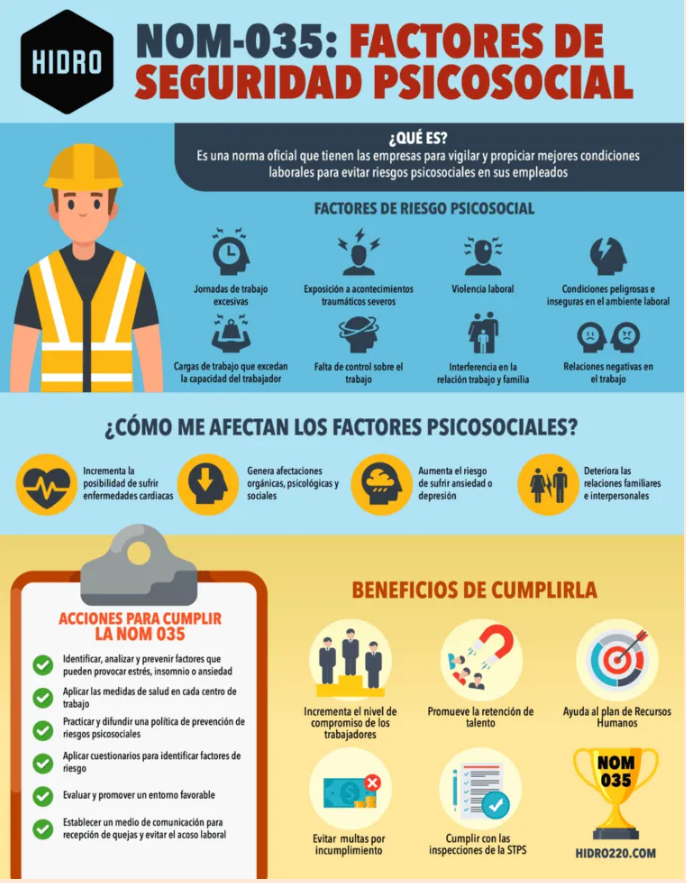 HIDRO
NOM-035: FACTORES DE
SEGURIDAD PSICOSOCIAL
¿QUÉ ES?
Es una norma oficial que tienen las empresas para vigilar y propiciar mejores condiciones
laborales para evitar riesgos psicosociales en sus empleados
FACTORES DE RIESGO PSICOSOCIAL
Jornadas de trabajo
excesivas
Exposición a acontecimientos
traumáticos severos
Violencia laboral
Condiciones peligrosas e
inseguras en el ambiente laboral
Cargas de trabajo que excedan
la capacidad del trabajador
Falta de control sobre el
trabajo
Interferencia en la
relación trabajo y familia
Relaciones negativas en
el trabajo
¿CÓMO ME AFECTAN LOS FACTORES PSICOSOCIALES?
Incrementa la
posibilidad de sufrir
enfermedades cardiacas
Genera afectaciones
orgánicas, psicológicas y
sociales
Aumenta el riesgo
de sufrir ansiedad o
depresión
Deteriora las
relaciones familiares
e interpersonales
ACCIONES PARA CUMPLIR
LA NOM 035
Identificar, analizar y prevenir factores que
pueden provocar estrés, insomnio o ansiedad
Aplicar las medidas de salud en cada centro de
trabajo
Practicar y difundir una política de prevención de
riesgos psicosociales
Aplicar cuestionarios para identificar factores de
riesgo
Evaluar y promover un entorno favorable
Establecer un medio de comunicación para
recepción de quejas y evitar el acoso laboral
BENEFICIOS DE CUMPLIRLA
Incrementa el nivel de
compromiso de los
trabajadores
Promueve la retención de
talento
Ayuda al plan de Recursos
Humanos
Evitar multas por
incumplimiento
Cumplir con las
inspecciones de la STPS
NOM
035
HIDRO220.COM